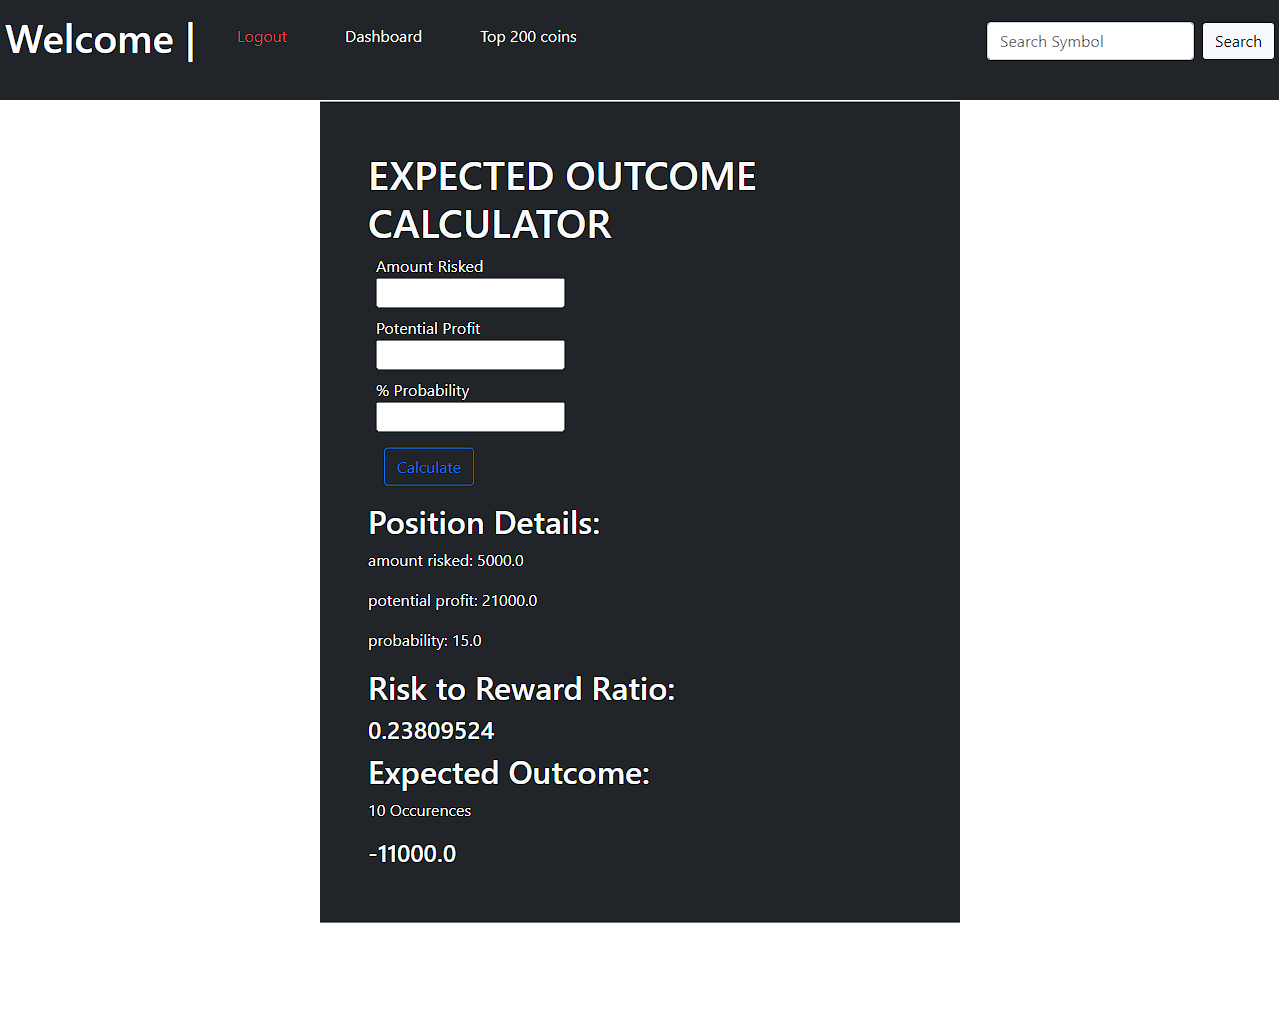 Welcome |
Logout
Dashboard
Top 200 coins
Search Symbol
Search
EXPECTED OUTCOME
CALCULATOR
Amount Risked
Potential Profit
% Probability
Calculate
Position Details:
amount risked: 5000.0
potential profit: 21000.0
probability: 15.0
Risk to Reward Ratio:
0.23809524
Expected Outcome:
10 Occurences
-11000.0